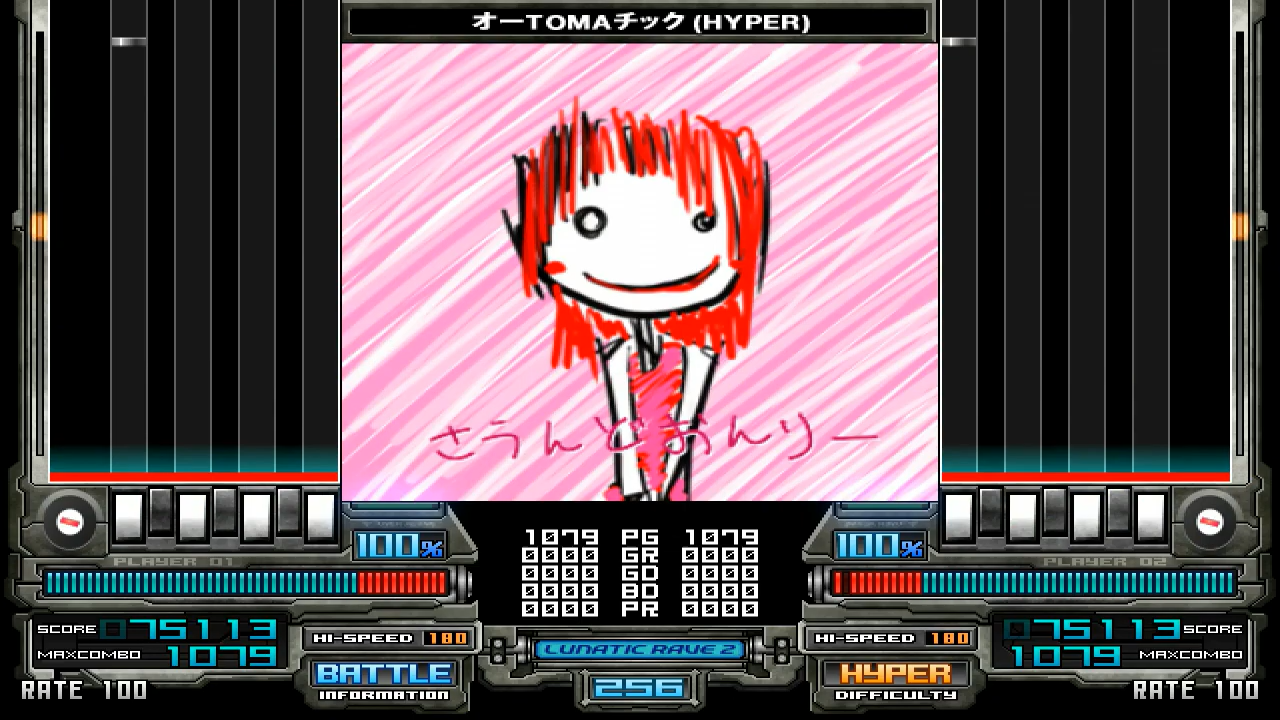 オーTOMAチック (HYPER)
さうんどおんりー
100%
1079 PG 1079
0000 GR 0000
0000 GO 0000
0000 BD 0000
0000 PR 0000
100%
PLAYER 01
PLAYER 02
SCORE 075113
MAXCOMBO 1079
HI-SPEED 180
BATTLE
INFORMATION
RATE 100
LUNATIC RAVE 2
256
HI-SPEED 180
HYPER
DIFFICULTY
075113 SCORE
1079 MAXCOMBO
RATE 100